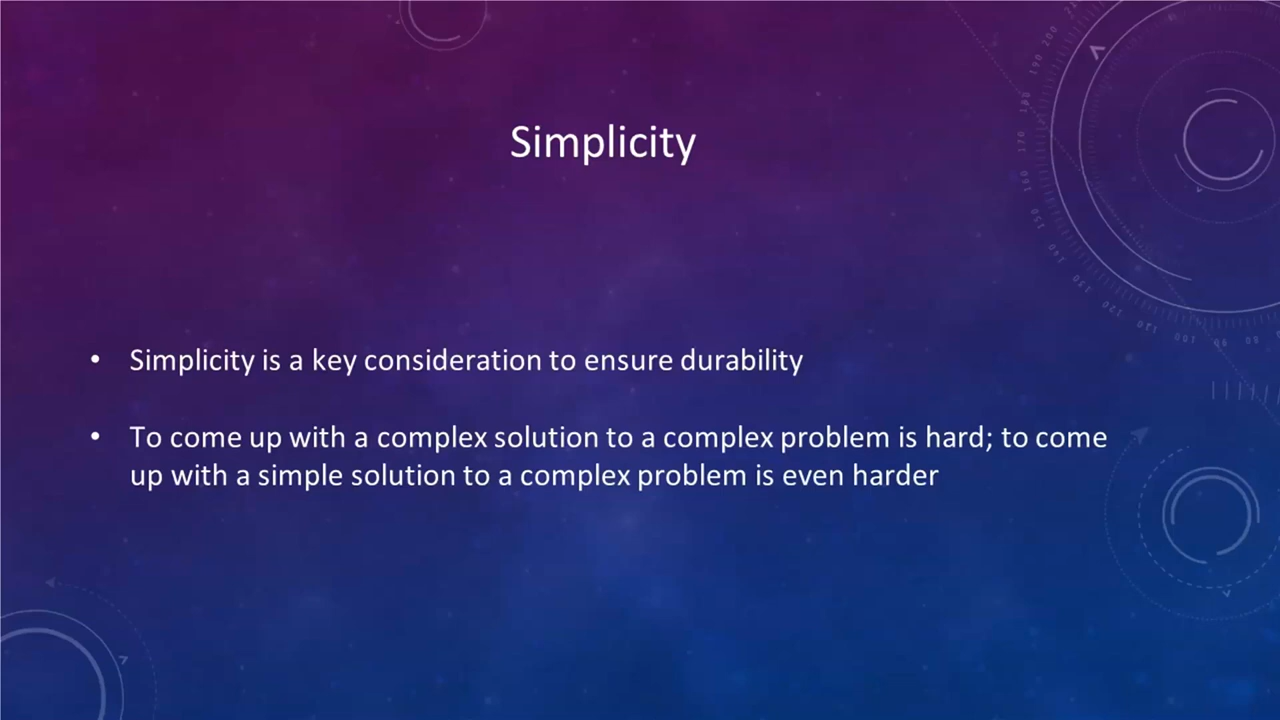 Simplicity
• Simplicity is a key consideration to ensure durability
• To come up with a complex solution to a complex problem is hard; to come
up with a simple solution to a complex problem is even harder